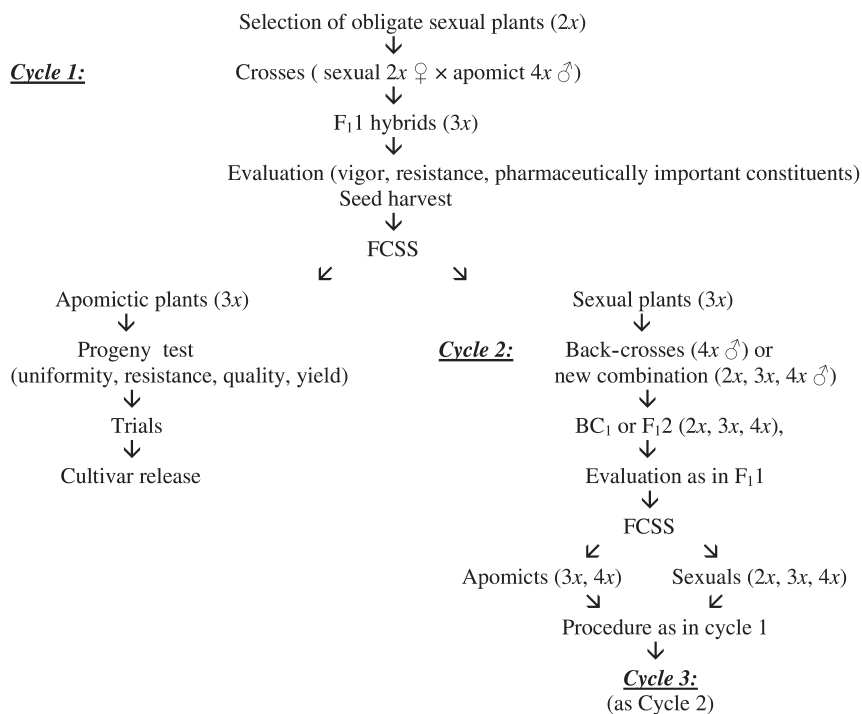 Selection of obligate sexual plants (2x)
Cycle 1:
Crosses ( sexual 2x ♀ × apomict 4x ♂)
F₁1 hybrids (3x)
Evaluation (vigor, resistance, pharmaceutically important constituents)
Seed harvest
FCSS
Apomictic plants (3x)
Progeny test
(uniformity, resistance, quality, yield)
Trials
Cultivar release
Sexual plants (3x)
Cycle 2:
Back-crosses (4x ♂) or
new combination (2x, 3x, 4x ♂)
BC₁ or F₁2 (2x, 3x, 4x),
Evaluation as in F₁1
FCSS
Apomicts (3x, 4x)
Sexuals (2x, 3x, 4x)
Procedure as in cycle 1
Cycle 3:
(as Cycle 2)